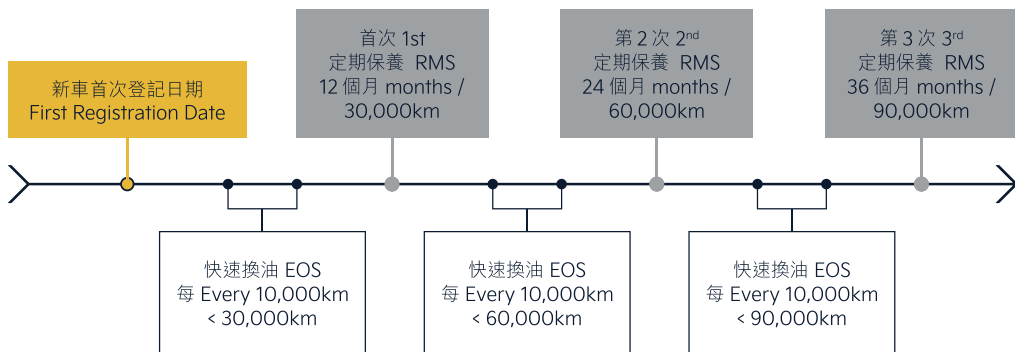 新車首次登記日期
First Registration Date
首次 1st
定期保養 RMS
12 個月 months /
30,000km
第 2 次 2nd
定期保養 RMS
24 個月 months /
60,000km
第 3 次 3rd
定期保養 RMS
36 個月 months /
90,000km
快速換油 EOS
每 Every 10,000km
< 30,000km
快速換油 EOS
每 Every 10,000km
< 60,000km
快速換油 EOS
每 Every 10,000km
< 90,000km